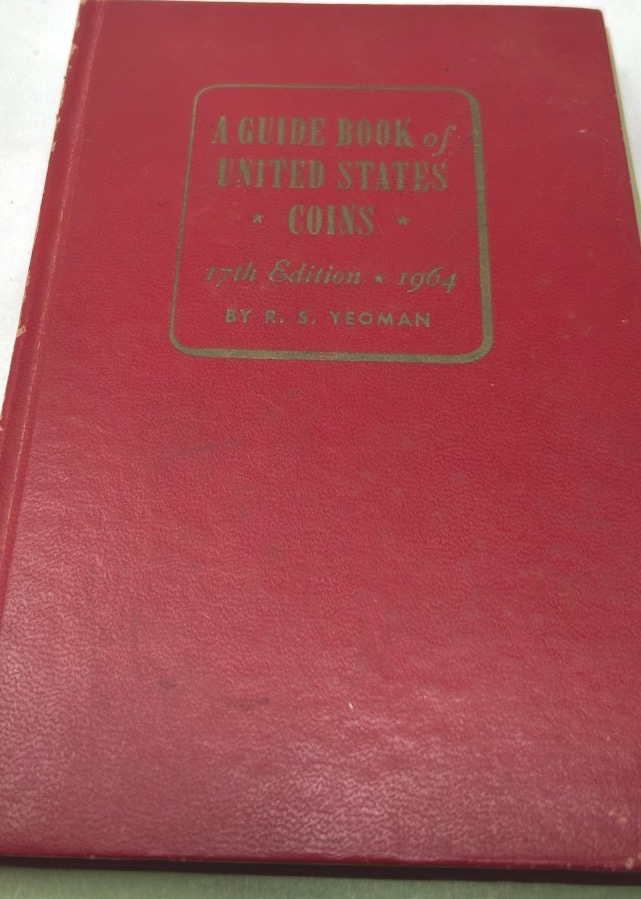 A GUIDE BOOK of
UNITED STATES
★ COINS ★
17th Edition ★ 1964
BY R. S. YEOMAN